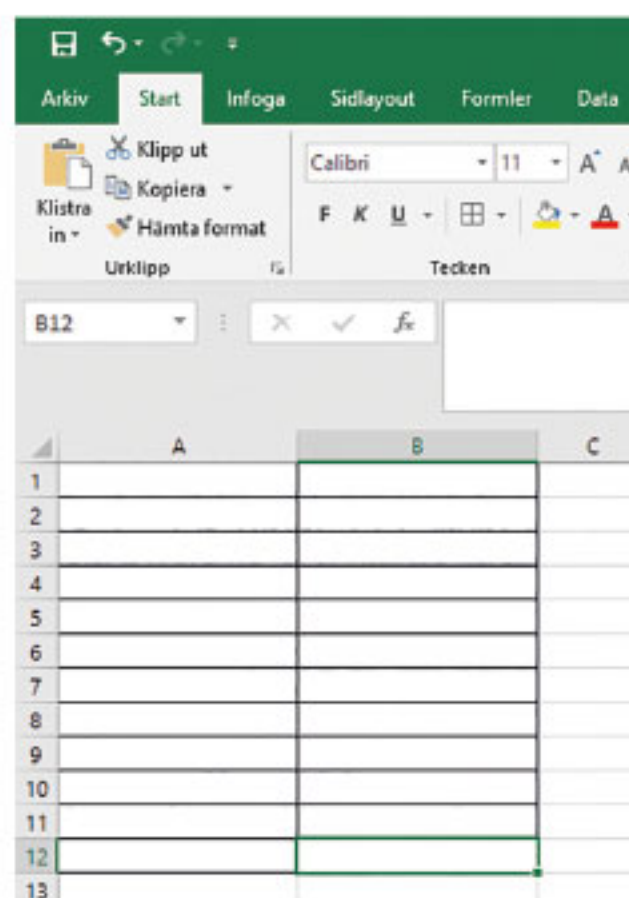 Arkiv Start Infoga Sidlayout Formler Data
Klistra in
Klipp ut
Kopiera
Hämta format
Urklipp
Calibri 11 A A
F K U A
Tecken
B12 fx
A B C
1
2
3
4
5
6
7
8
9
10
11
12
13